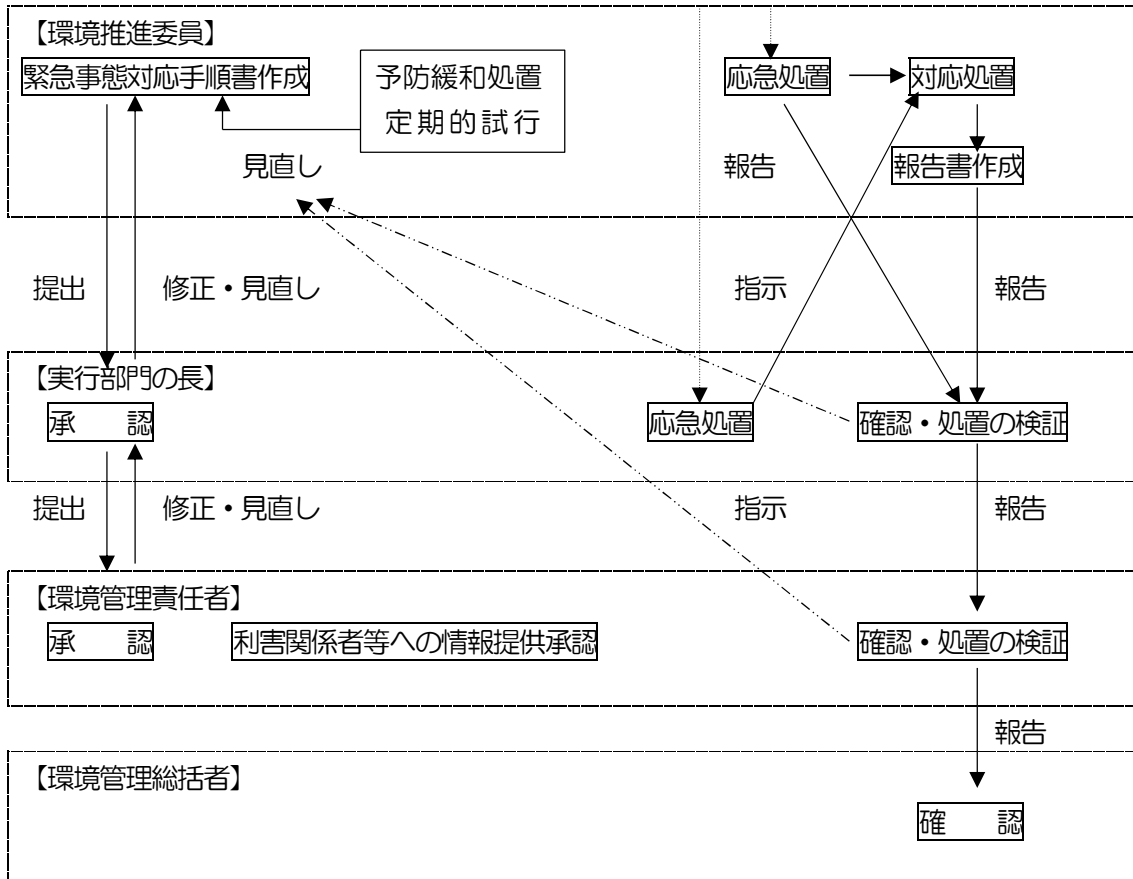 【環境推進委員】
緊急事態対応手順書作成
予防緩和処置
定期的試行
応急処置
対応処置
見直し
報告
報告書作成
提出
修正・見直し
指示
報告
【実行部門の長】
承　認
応急処置
確認・処置の検証
提出
修正・見直し
指示
報告
【環境管理責任者】
承　認
利害関係者等への情報提供承認
確認・処置の検証
報告
【環境管理総括者】
確　認